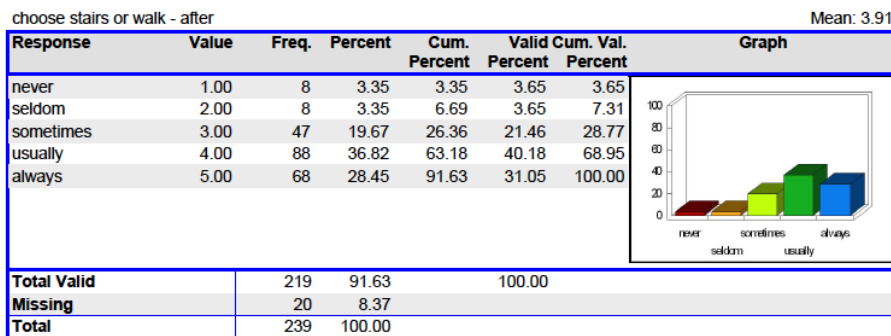 choose stairs or walk - after Mean: 3.91
Response Value Freq. Percent Cum. Percent Valid Percent Cum. Val. Percent Graph
never 1.00 8 3.35 3.35 3.65 3.65
seldom 2.00 8 3.35 6.69 3.65 7.31
sometimes 3.00 47 19.67 26.36 21.46 28.77
usually 4.00 88 36.82 63.18 40.18 68.95
always 5.00 68 28.45 91.63 31.05 100.00
100
80
60
40
20
0
never sometimes always
seldom usually
Total Valid 219 91.63 100.00
Missing 20 8.37
Total 239 100.00